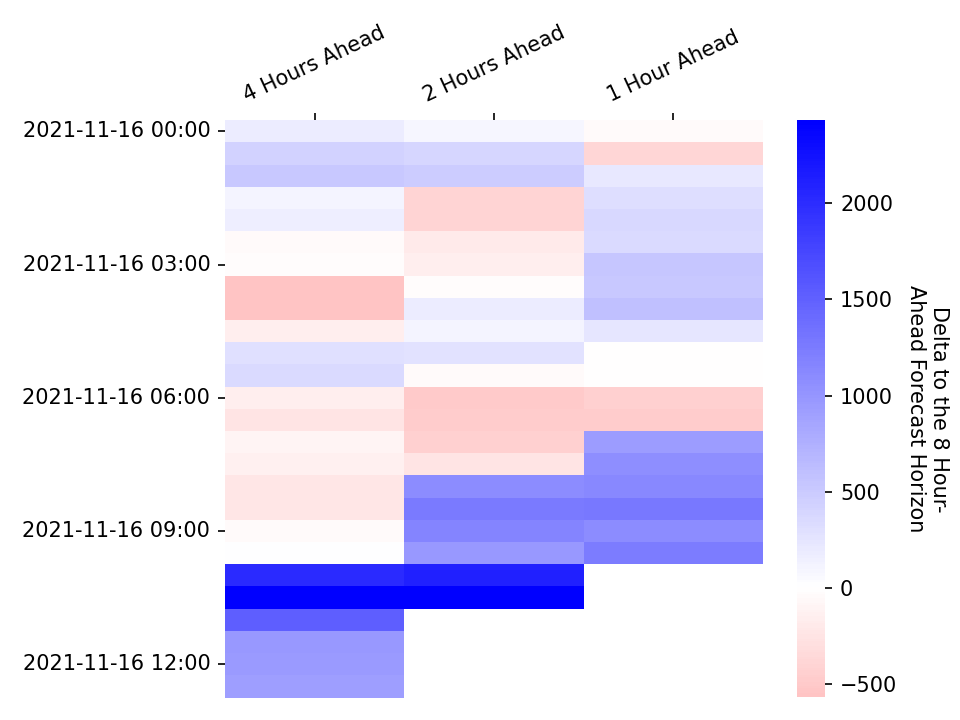 4 Hours Ahead
2 Hours Ahead
1 Hour Ahead
2021-11-16 00:00
2021-11-16 03:00
2021-11-16 06:00
2021-11-16 09:00
2021-11-16 12:00
2000
1500
1000
500
0
−500
Delta to the 8 Hour-
Ahead Forecast Horizon